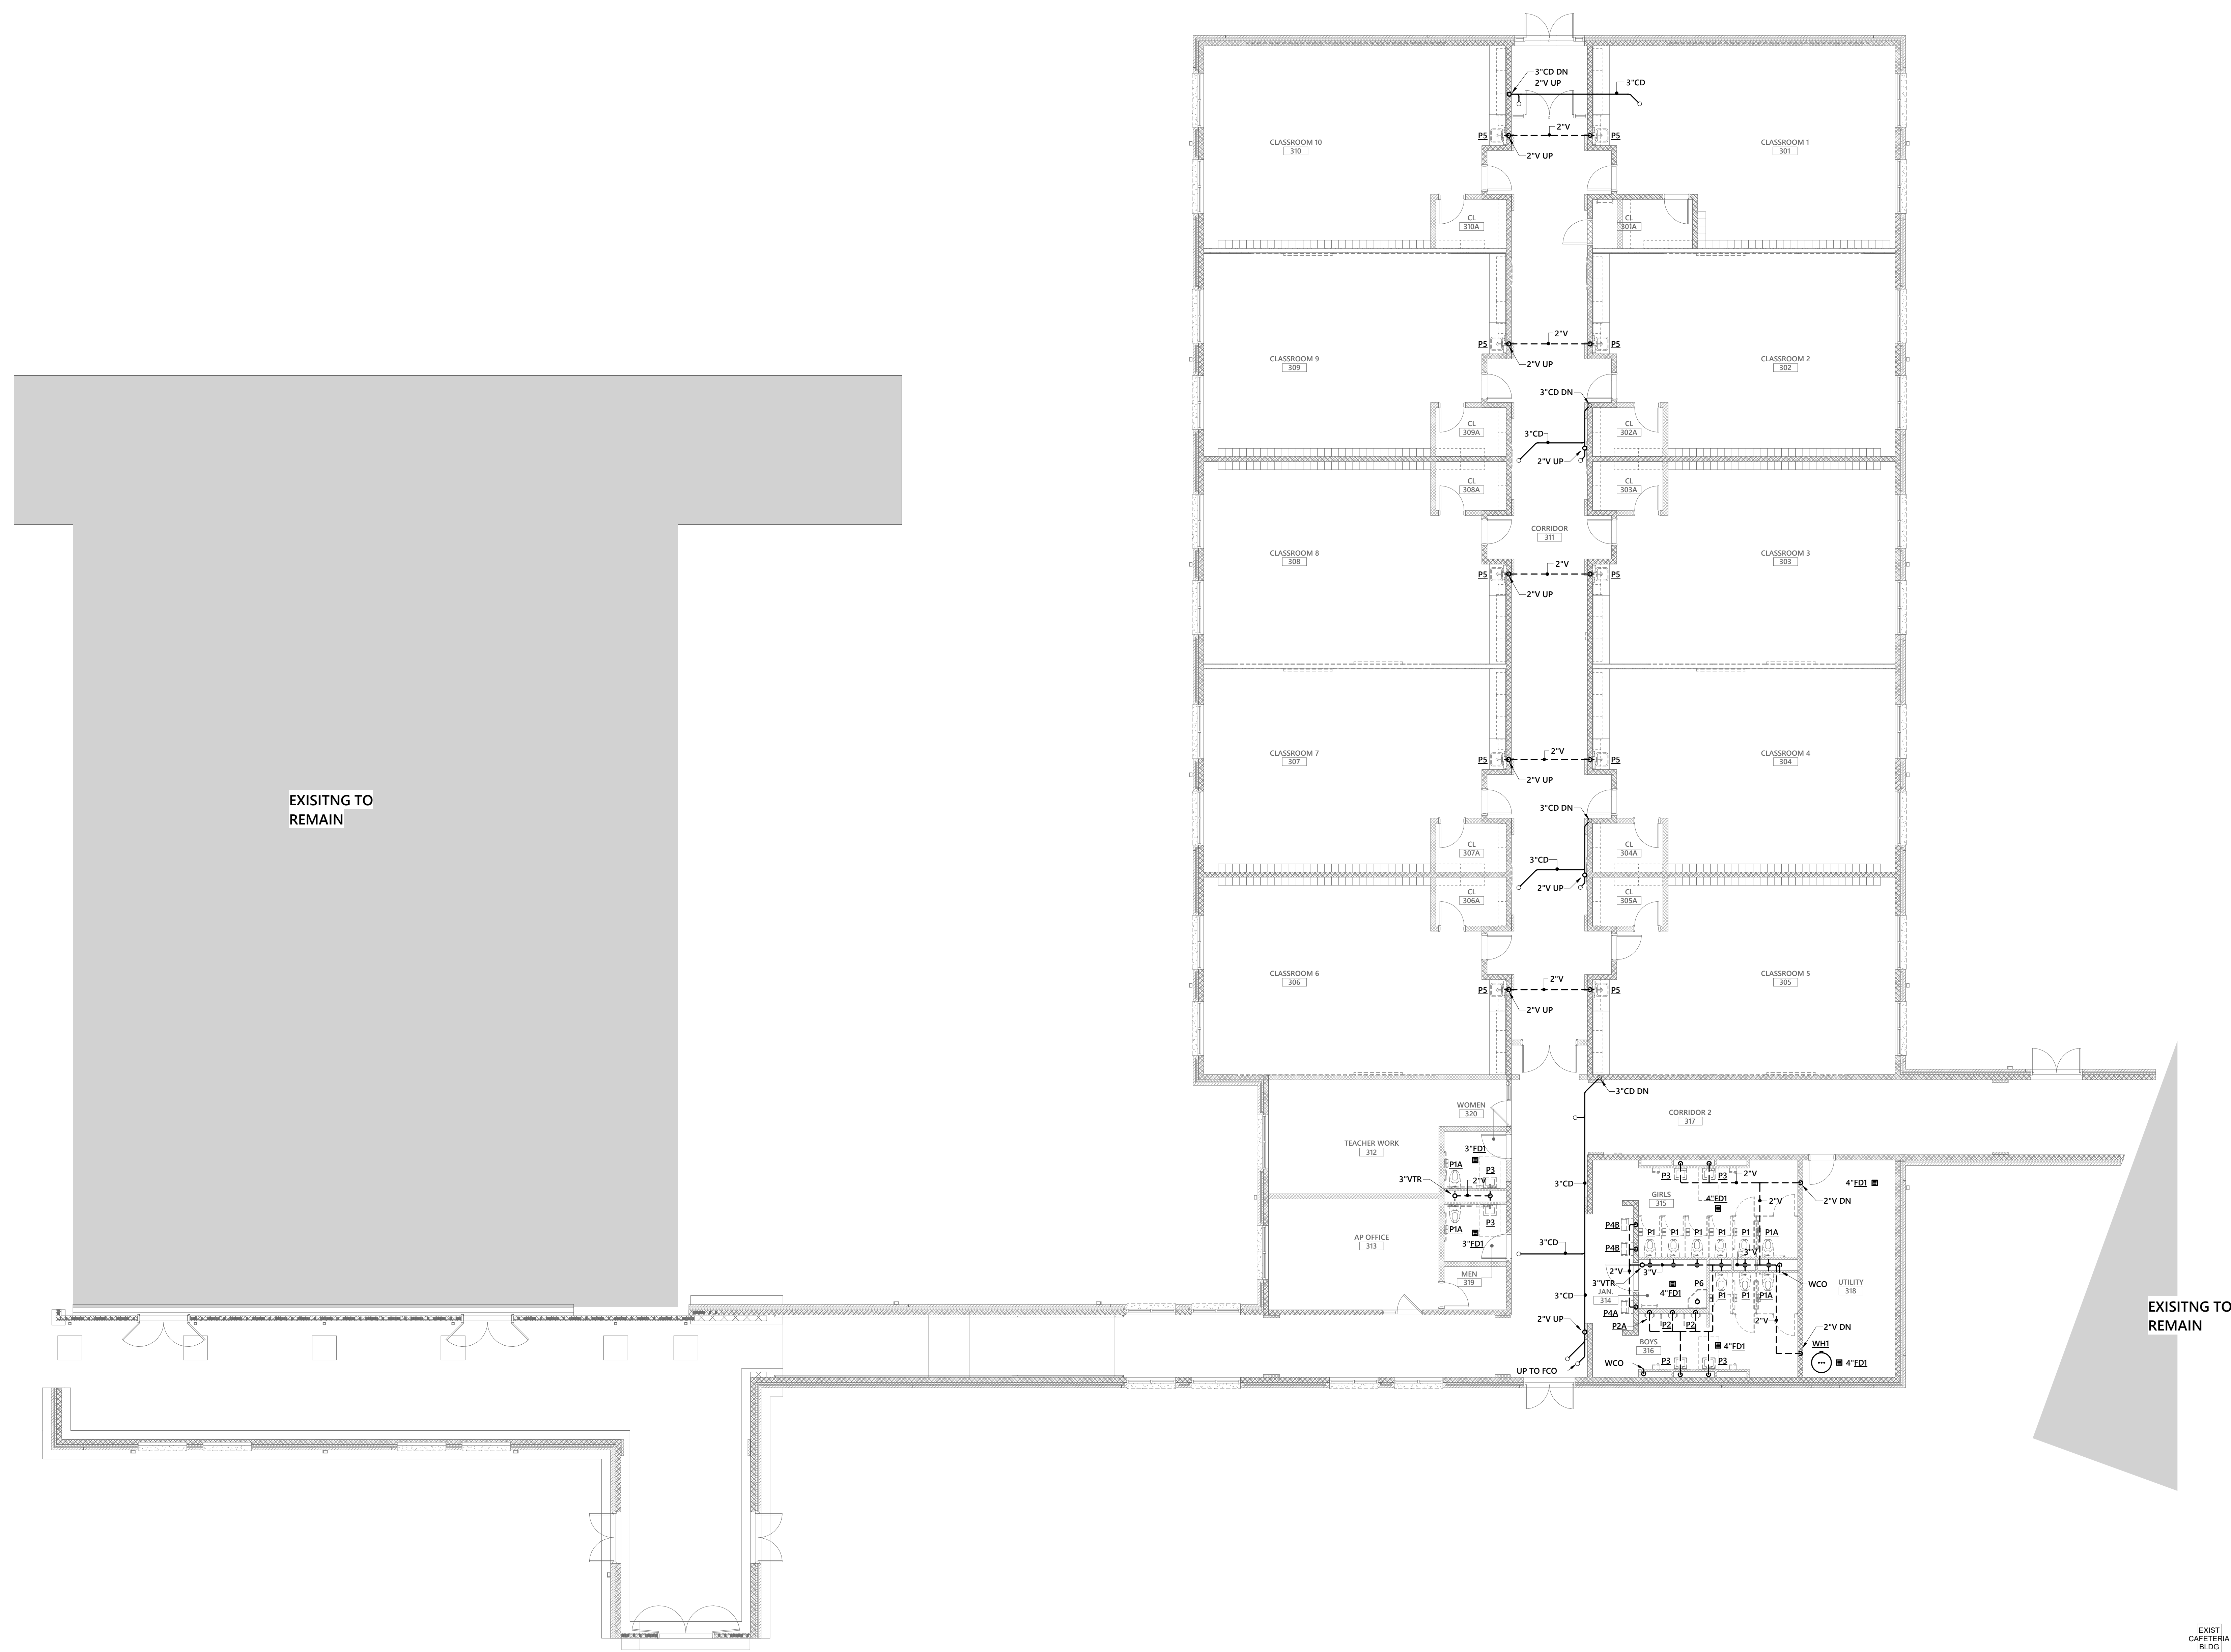 3"CD DN
2"V UP
3"CD
2"V
P5
P5
2"V UP
CLASSROOM 10
310
CLASSROOM 1
301
CL
310A
CL
301A
2"V
P5
P5
2"V UP
CLASSROOM 9
309
CLASSROOM 2
302
3"CD DN
CL
309A
3"CD
CL
302A
2"V UP
CL
308A
CL
303A
CORRIDOR
311
CLASSROOM 8
308
CLASSROOM 3
303
2"V
P5
P5
2"V UP
CLASSROOM 7
307
CLASSROOM 4
304
2"V
P5
P5
2"V UP
EXISITNG TO
REMAIN
3"CD DN
CL
307A
CL
304A
3"CD
2"V UP
CL
306A
CL
305A
CLASSROOM 6
306
CLASSROOM 5
305
2"V
P5
P5
2"V UP
3"CD DN
WOMEN
320
CORRIDOR 2
317
TEACHER WORK
312
3"FD1
P1A
P3
3"VTR
2"V
3"CD
P3
P3
2"V
4"FD1
GIRLS
315
4"FD1
2"V
2"V DN
P1A
P3
3"FD1
P4B
P1
P1
P1
P1
P1
P1A
AP OFFICE
313
3"CD
P4B
3"V
MEN
319
2"V
3"V
WCO
3"VTR
P6
UTILITY
318
JAN.
314
4"FD1
P1
P1
P1A
3"CD
P4A
2"V UP
P2A
P2
P2
2"V
2"V DN
BOYS
316
4"FD1
WH1
WCO
P3
P3
4"FD1
UP TO FCO
EXISITNG TO
REMAIN
EXIST
CAFETERIA
BLDG